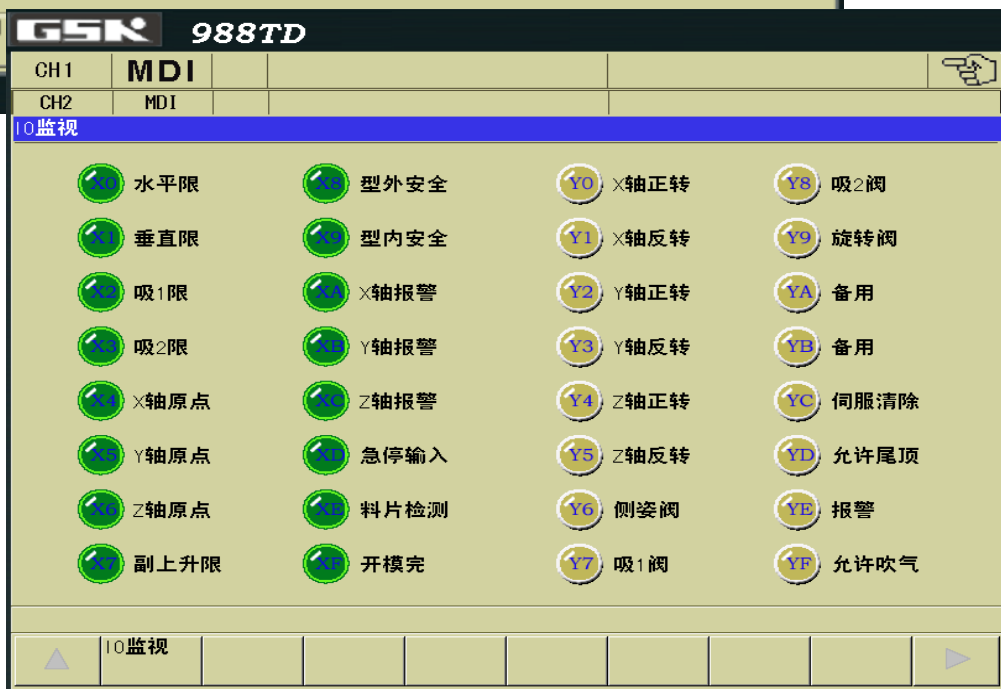 GSK 988TD
CH1 MDI
CH2 MDI
IO监视
X0 水平限 X8 型外安全 Y0 X轴正转 Y8 吸2阀
X1 垂直限 X9 型内安全 Y1 X轴反转 Y9 旋转阀
X2 吸1限 XA X轴报警 Y2 Y轴正转 YA 备用
X3 吸2限 XB Y轴报警 Y3 Y轴反转 YB 备用
X4 X轴原点 XC Z轴报警 Y4 Z轴正转 YC 伺服清除
X5 Y轴原点 XD 急停输入 Y5 Z轴反转 YD 允许尾顶
X6 Z轴原点 XE 料片检测 Y6 侧姿阀 YE 报警
X7 副上升限 XF 开模完 Y7 吸1阀 YF 允许吹气
IO监视